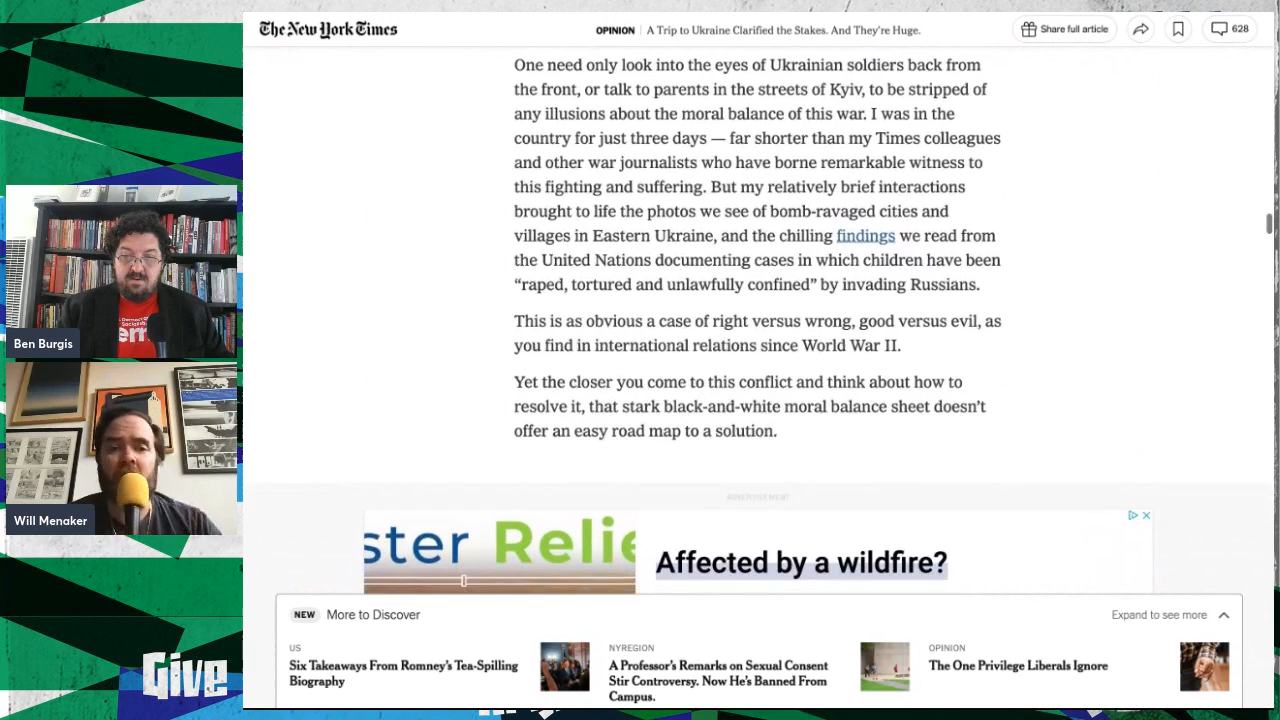 The New York Times
OPINION | A Trip to Ukraine Clarified the Stakes. And They're Huge.
Share full article
628
One need only look into the eyes of Ukrainian soldiers back from
the front, or talk to parents in the streets of Kyiv, to be stripped of
any illusions about the moral balance of this war. I was in the
country for just three days — far shorter than my Times colleagues
and other war journalists who have borne remarkable witness to
this fighting and suffering. But my relatively brief interactions
brought to life the photos we see of bomb-ravaged cities and
villages in Eastern Ukraine, and the chilling findings we read from
the United Nations documenting cases in which children have been
“raped, tortured and unlawfully confined” by invading Russians.
This is as obvious a case of right versus wrong, good versus evil, as
you find in international relations since World War II.
Yet the closer you come to this conflict and think about how to
resolve it, that stark black-and-white moral balance sheet doesn’t
offer an easy road map to a solution.
Ben Burgis
Will Menaker
Give
ADVERTISEMENT
ster Relie
Affected by a wildfire?
NEW More to Discover
Expand to see more
US
Six Takeaways From Romney's Tea-Spilling
Biography
NYREGION
A Professor's Remarks on Sexual Consent
Stir Controversy. Now He's Banned From
Campus.
OPINION
The One Privilege Liberals Ignore